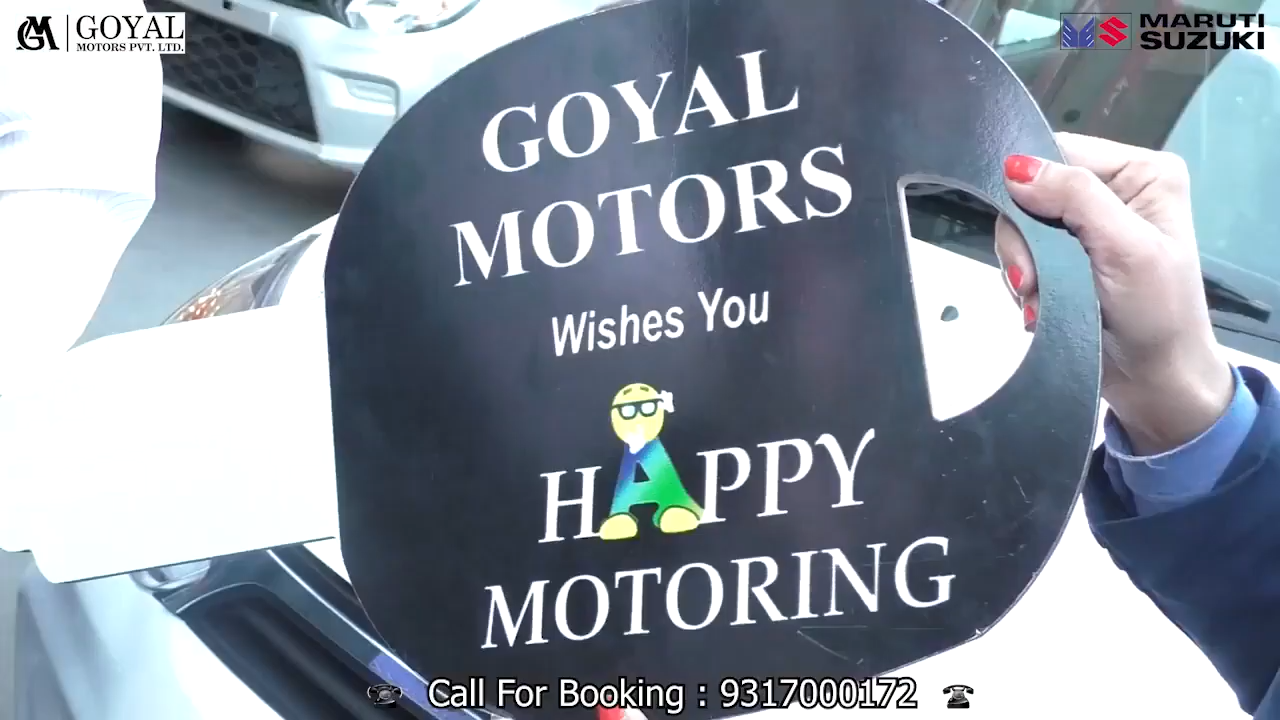 GOYAL
MOTORS PVT. LTD.
MARUTI
SUZUKI
GOYAL
MOTORS
Wishes You
HAPPY
MOTORING
Call For Booking : 9317000172